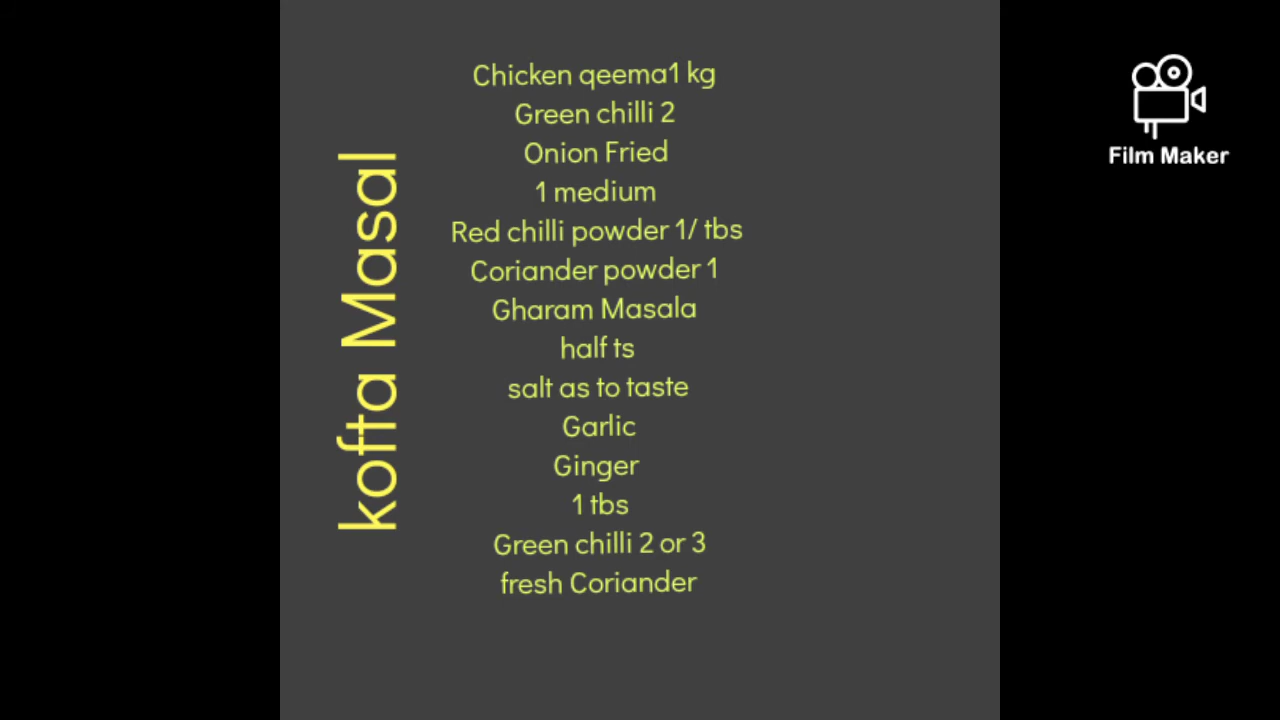 kofta Masal
Chicken qeema1 kg
Green chilli 2
Onion Fried
1 medium
Red chilli powder 1/ tbs
Coriander powder 1
Gharam Masala
half ts
salt as to taste
Garlic
Ginger
1 tbs
Green chilli 2 or 3
fresh Coriander
Film Maker